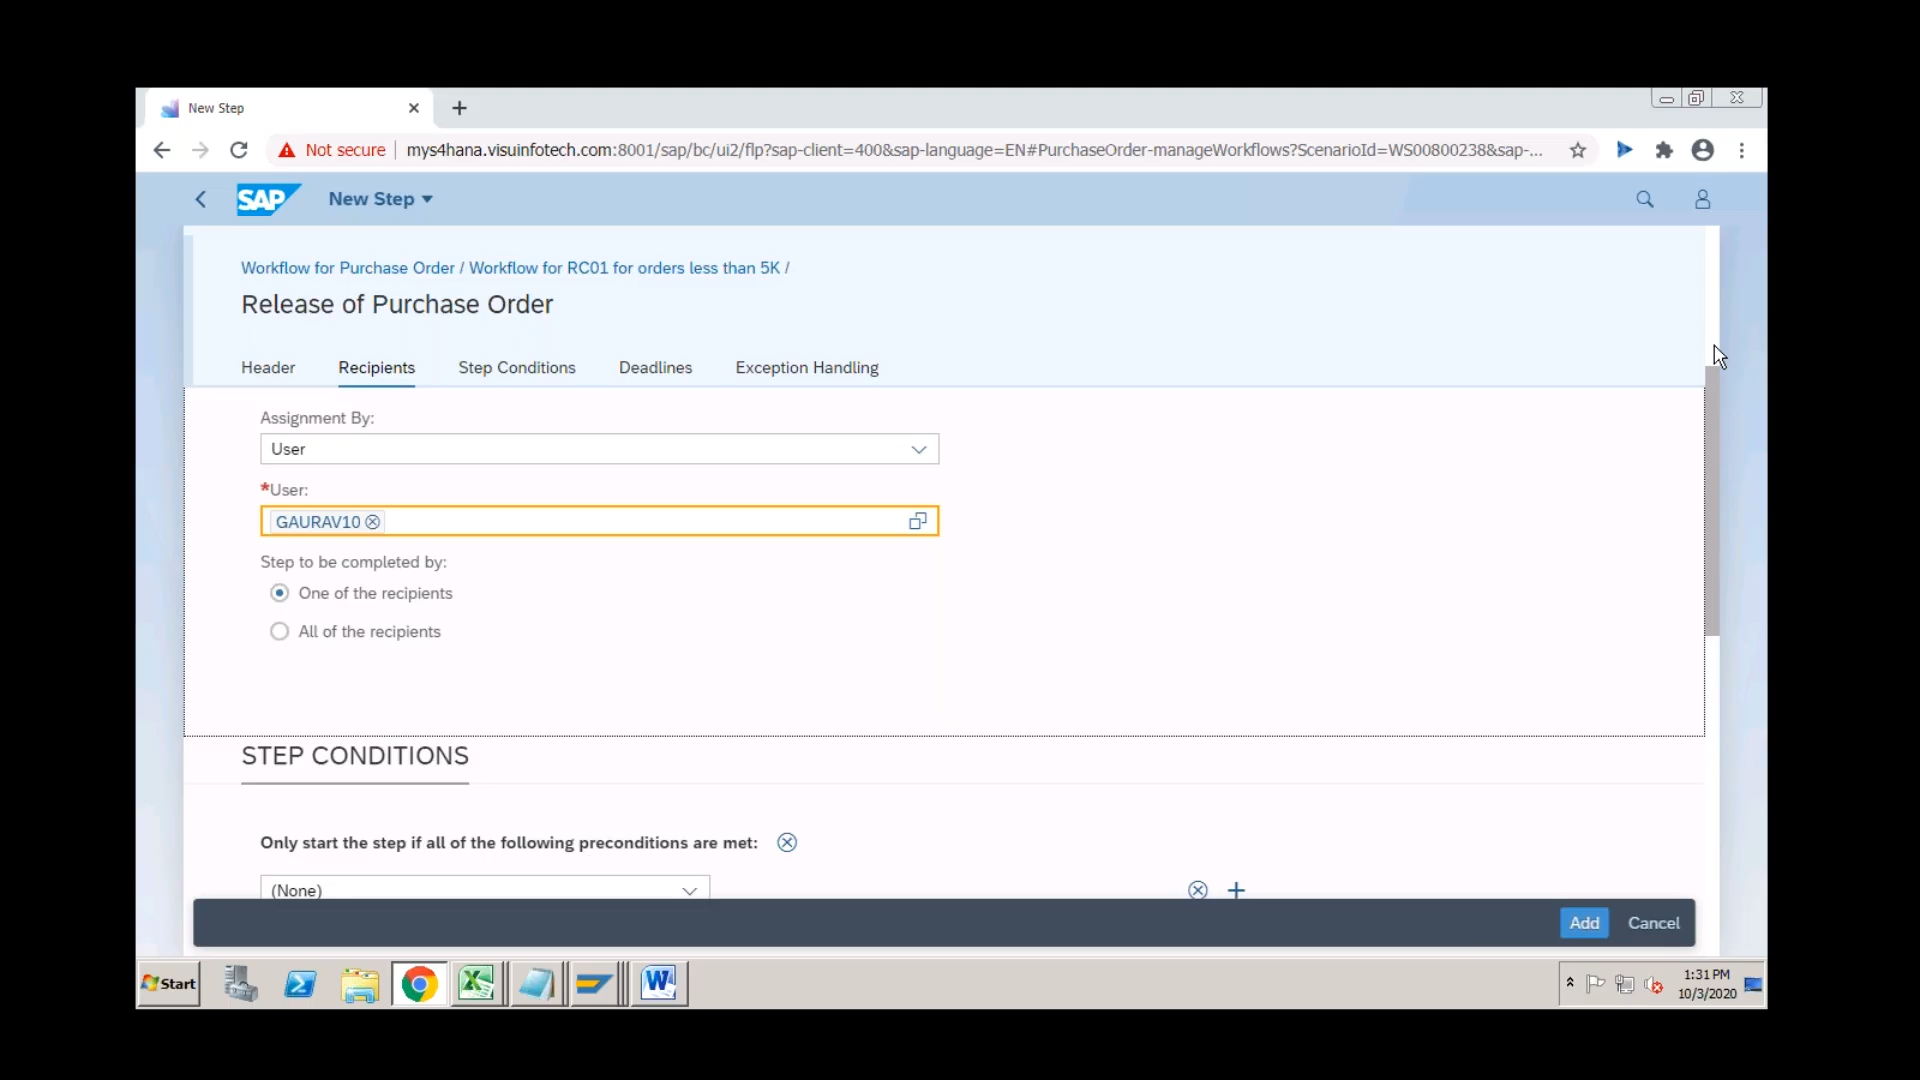 New Step
Not secure mys4hana.visuinfotech.com:8001/sap/bc/ui2/flp?sap-client=400&sap-language=EN#PurchaseOrder-manageWorkflows?ScenarioId=WS00800238&sap-...
SAP New Step
Workflow for Purchase Order / Workflow for RC01 for orders less than 5K /
Release of Purchase Order
Header Recipients Step Conditions Deadlines Exception Handling
Assignment By:
User
*User:
GAURAV10
Step to be completed by:
One of the recipients
All of the recipients
STEP CONDITIONS
Only start the step if all of the following preconditions are met:
(None)
Add Cancel
Start
1:31 PM
10/3/2020